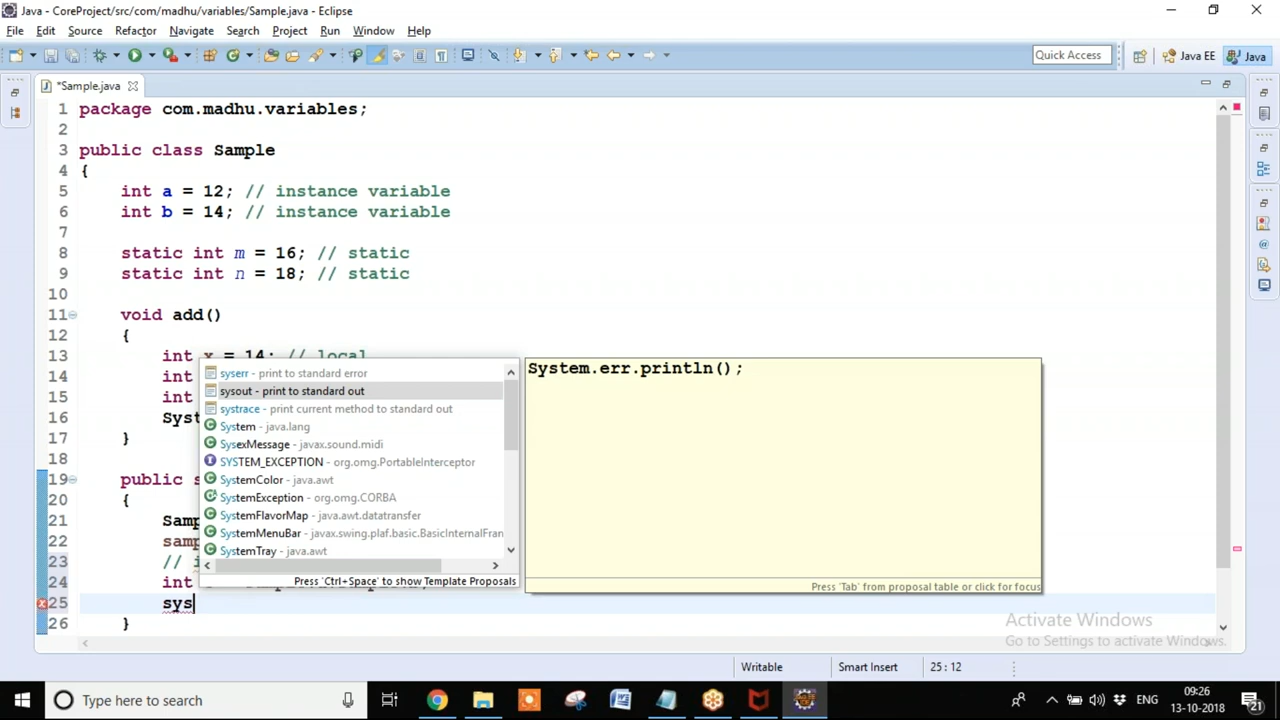 Java - CoreProject/src/com/madhu/variables/Sample.java - Eclipse
File Edit Source Refactor Navigate Search Project Run Window Help
Quick Access
Java EE
Java
*Sample.java
1 package com.madhu.variables;
2
3 public class Sample
4 {
5 int a = 12; // instance variable
6 int b = 14; // instance variable
7
8 static int m = 16; // static
9 static int n = 18; // static
10
11 void add()
12 {
13 int x = 14; // local
14 int
15 int
16 Syst
17 }
18
19 public s
20 {
21 Samp
22 samp
23 // i
24 int
25 sys
26 }
syserr - print to standard error
sysout - print to standard out
systrace - print current method to standard out
System - java.lang
SysexMessage - javax.sound.midi
SYSTEM_EXCEPTION - org.omg.PortableInterceptor
SystemColor - java.awt
SystemException - org.omg.CORBA
SystemFlavorMap - java.awt.datatransfer
SystemMenuBar - javax.swing.plaf.basic.BasicInternalFran
SystemTray - java.awt
Press 'Ctrl+Space' to show Template Proposals
System.err.println();
Press 'Tab' from proposal table or click for focus
Activate Windows
Go to Settings to activate Windows.
Writable
Smart Insert
25 : 12
Type here to search
ENG
09:26
13-10-2018
21